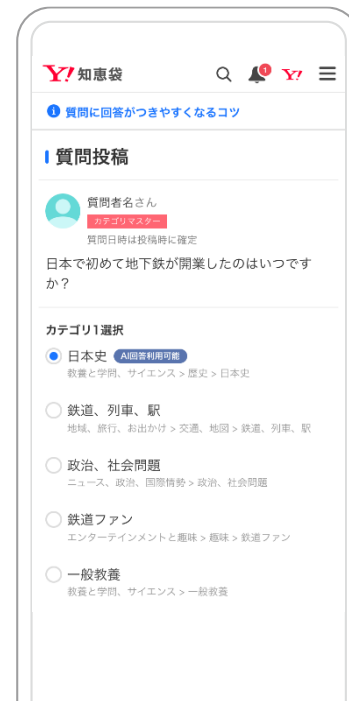 Y! 知恵袋
1
Y!
質問に回答がつきやすくなるコツ
質問投稿
質問者名さん
カテゴリマスター
質問日時は投稿時に確定
日本で初めて地下鉄が開業したのはいつです
か？
カテゴリ1選択
日本史 AI回答利用可能
教養と学問、サイエンス > 歴史 > 日本史
鉄道、列車、駅
地域、旅行、お出かけ > 交通、地図 > 鉄道、列車、駅
政治、社会問題
ニュース、政治、国際情勢 > 政治、社会問題
鉄道ファン
エンターテインメントと趣味 > 趣味 > 鉄道ファン
一般教養
教養と学問、サイエンス > 一般教養